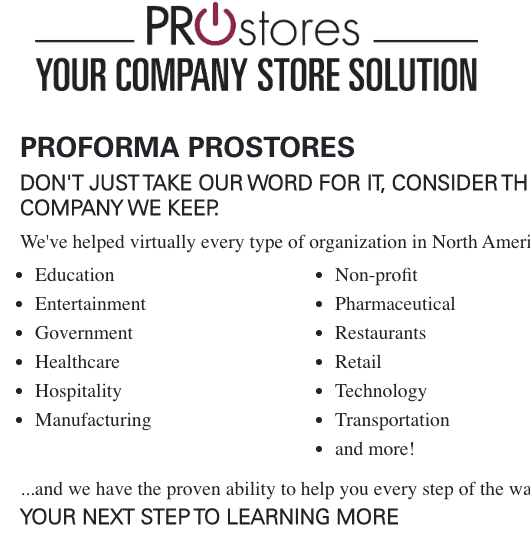 PROstores
YOUR COMPANY STORE SOLUTION
PROFORMA PROSTORES
DON'T JUST TAKE OUR WORD FOR IT, CONSIDER TH
COMPANY WE KEEP.
We've helped virtually every type of organization in North Ameri
• Education
• Entertainment
• Government
• Healthcare
• Hospitality
• Manufacturing
• Non-profit
• Pharmaceutical
• Restaurants
• Retail
• Technology
• Transportation
• and more!
...and we have the proven ability to help you every step of the wa
YOUR NEXT STEP TO LEARNING MORE